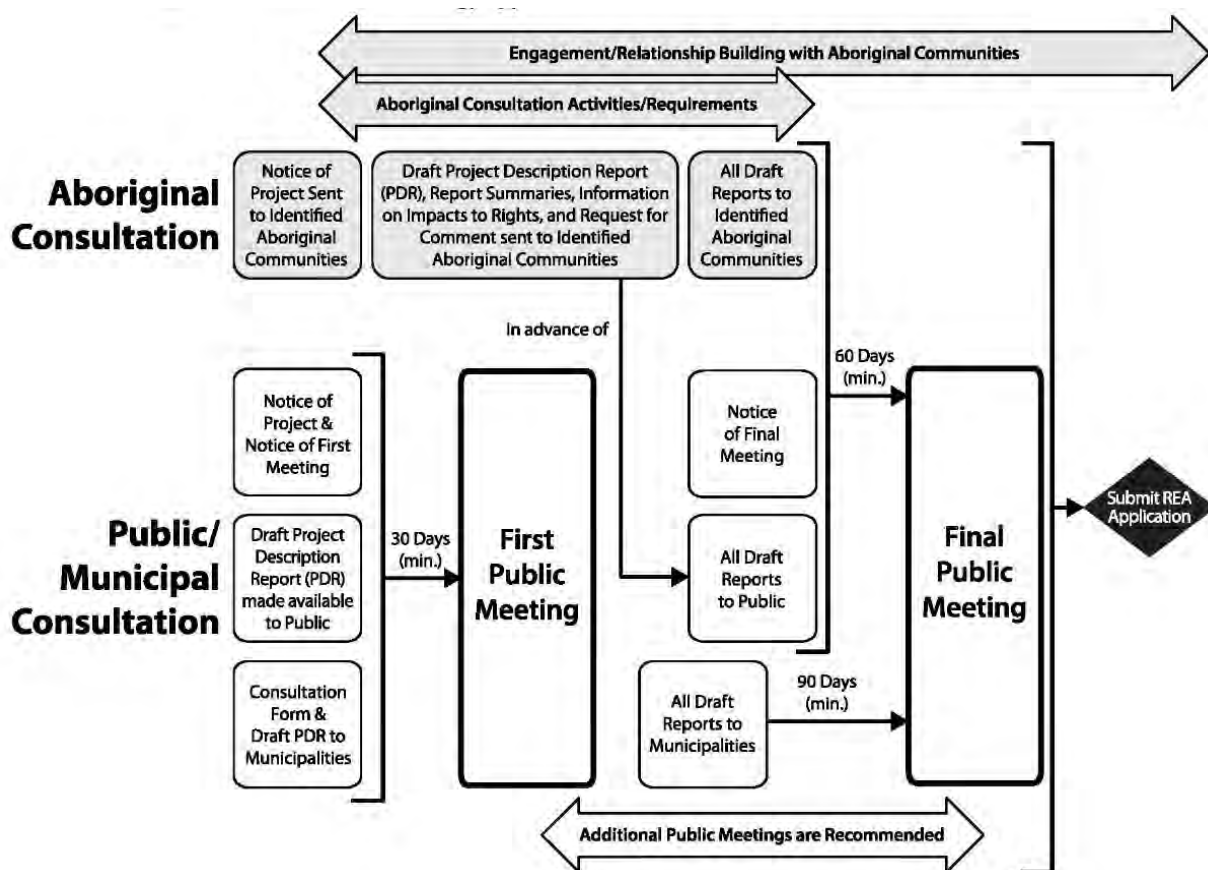 Engagement/Relationship Building with Aboriginal Communities
Aboriginal Consultation Activities/Requirements
Aboriginal
Consultation
Notice of
Project Sent
to Identified
Aboriginal
Communities
Draft Project Description Report
(PDR), Report Summaries, Information
on Impacts to Rights, and Request for
Comment sent to Identified
Aboriginal Communities
All Draft
Reports to
Identified
Aboriginal
Communities
In advance of
60 Days
(min.)
Public/
Municipal
Consultation
Notice of
Project &
Notice of First
Meeting
Draft Project
Description
Report (PDR)
made available
to Public
Consultation
Form &
Draft PDR to
Municipalities
30 Days
(min.)
First
Public
Meeting
Notice
of Final
Meeting
All Draft
Reports
to Public
All Draft
Reports to
Municipalities
90 Days
(min.)
Final
Public
Meeting
Submit REA
Application
Additional Public Meetings are Recommended